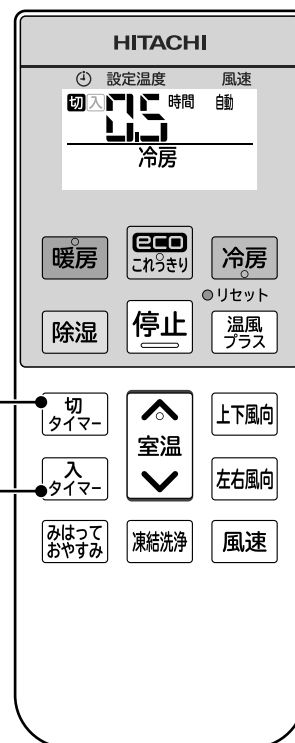 HITACHI
設定温度 風速
切 入 0.5 時間 自動
冷房
暖房 eco これっきり 冷房
リセット
除湿 停止 温風プラス
切タイマー
室温
上下風向
入タイマー
左右風向
みはっておやすみ 凍結洗浄 風速